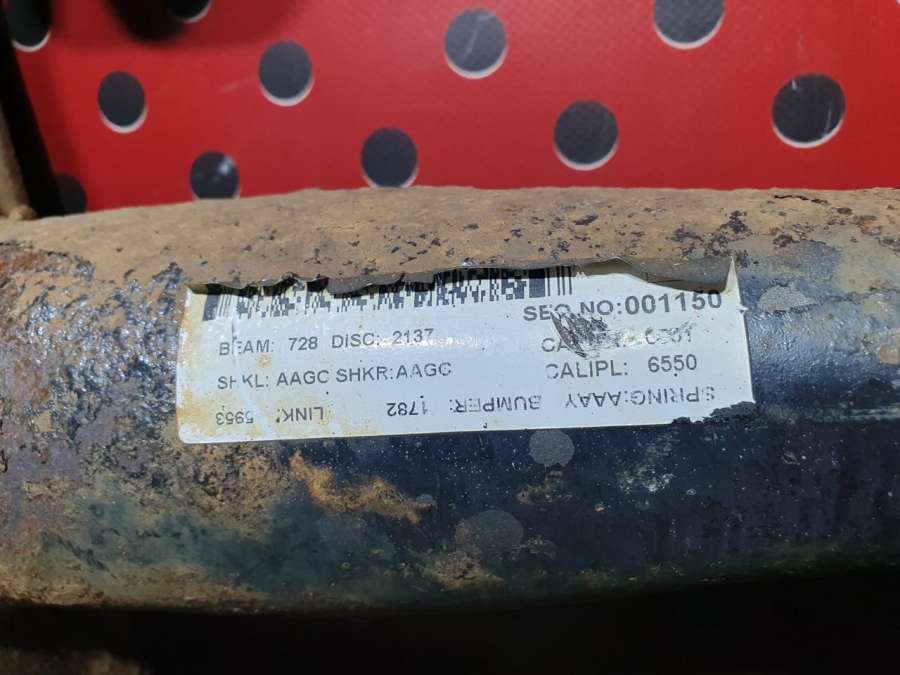 SEQ NO:001150
BEAM: 728 DISC: 2137
SHKL: AAGC SHKR:AAGC CALIPL: 6550
SPRING:AAAY BUMPER: 1782 LINK: 5953